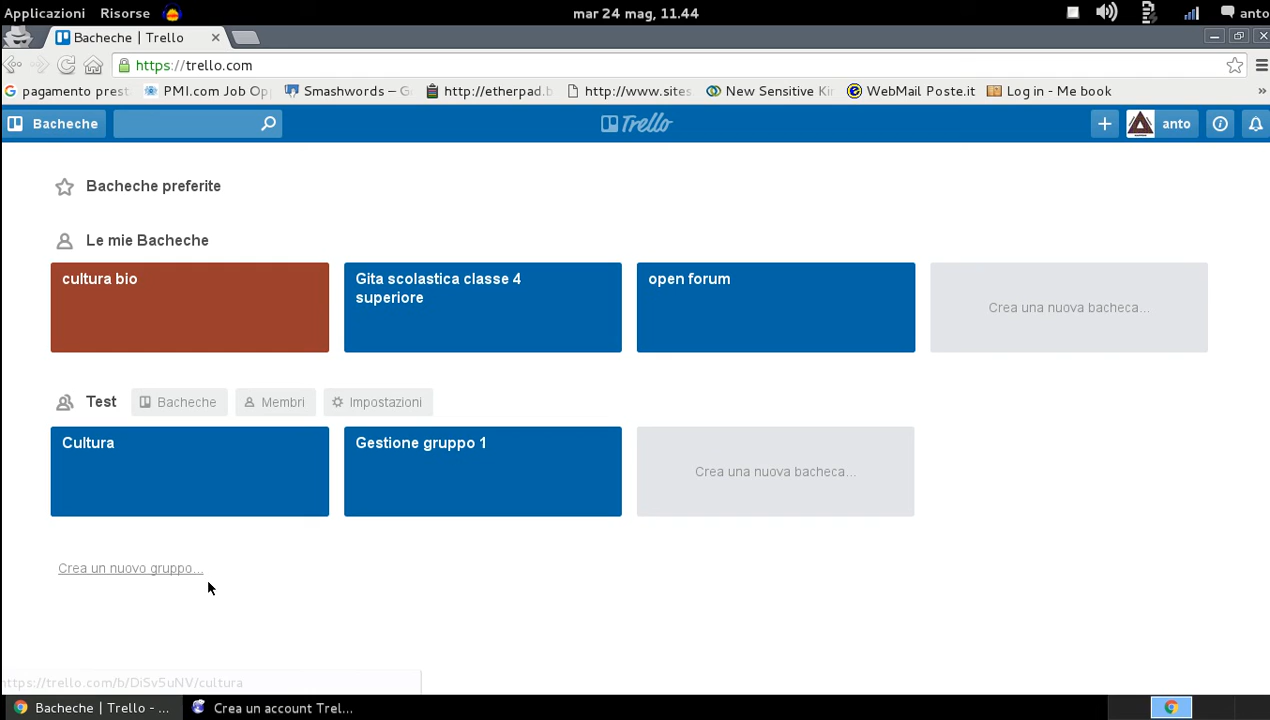 Applicazioni Risorse mar 24 mag, 11.44 anto
Bacheche | Trello
https://trello.com
pagamento prest PMI.com Job Op Smashwords – G http://etherpad.b http://www.sites New Sensitive Kir WebMail Poste.it Log in - Me book »
Bacheche Trello anto
Bacheche preferite
Le mie Bacheche
cultura bio Gita scolastica classe 4 open forum
superiore
Crea una nuova bacheca...
Test Bacheche Membri Impostazioni
Cultura Gestione gruppo 1
Crea una nuova bacheca...
Crea un nuovo gruppo...
https://trello.com/b/DiSv5uNV/cultura
Bacheche | Trello - ... Crea un account Trel...